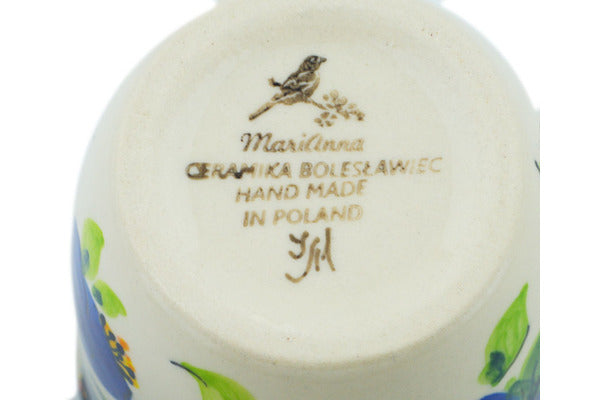 MariAnna
CERAMIKA BOLESŁAWIEC
HAND MADE
IN POLAND